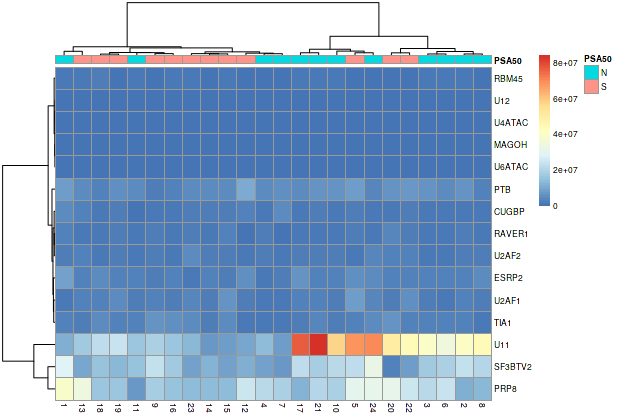 PSA50
RBM45
U12
U4ATAC
MAGOH
U6ATAC
PTB
CUGBP
RAVER1
U2AF2
ESRP2
U2AF1
TIA1
U11
SF3BTV2
PRP8
1 13 18 19 11 9 16 23 14 15 12 4 7 17 21 10 5 24 20 22 3 6 2 8
8e+07
6e+07
4e+07
2e+07
0
PSA50
N
S